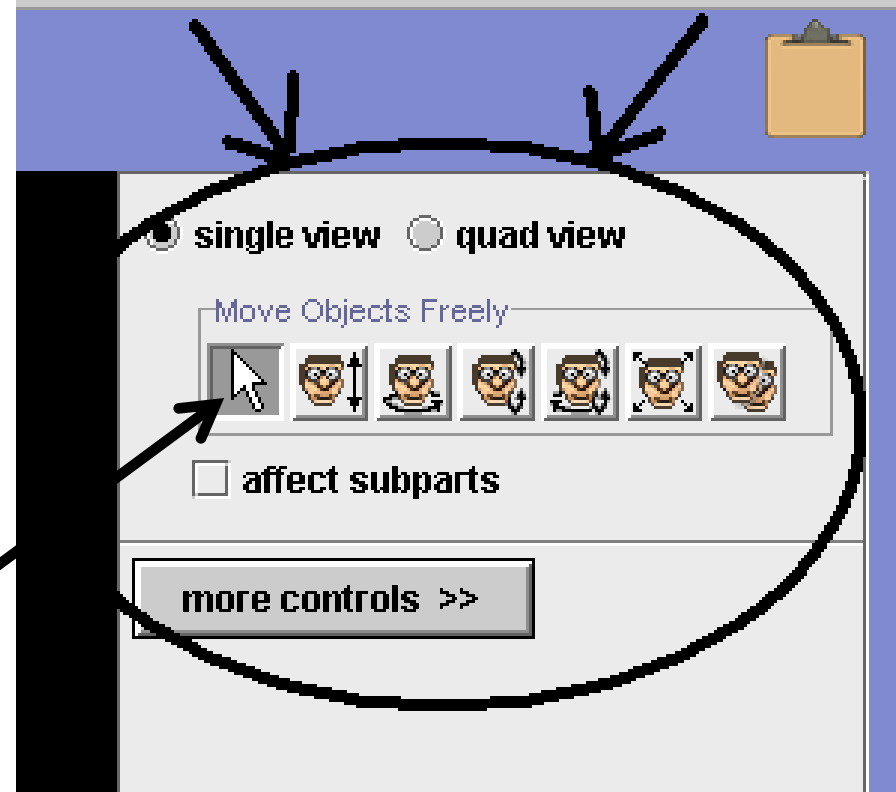 single view quad view
Move Objects Freely
affect subparts
more controls >>